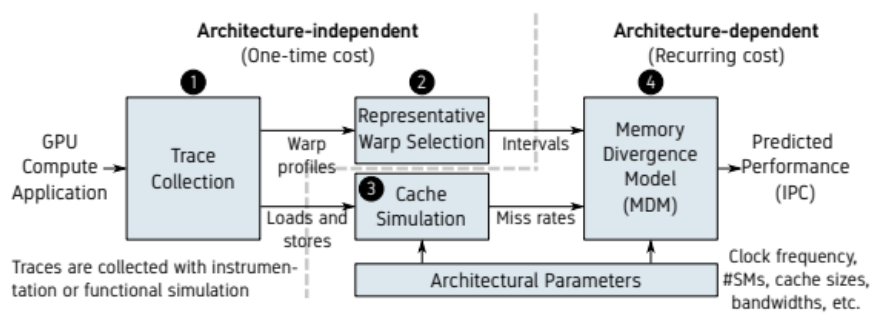 Architecture-independent
(One-time cost)
Architecture-dependent
(Recurring cost)
1
2
4
GPU
Compute
Application
Trace
Collection
Warp
profiles
Representative
Warp Selection
Intervals
Memory
Divergence
Model
(MDM)
Predicted
Performance
(IPC)
3
Cache
Simulation
Loads and
stores
Miss rates
Traces are collected with instrumen-
tation or functional simulation
Architectural Parameters
Clock frequency,
#SMs, cache sizes,
bandwidths, etc.